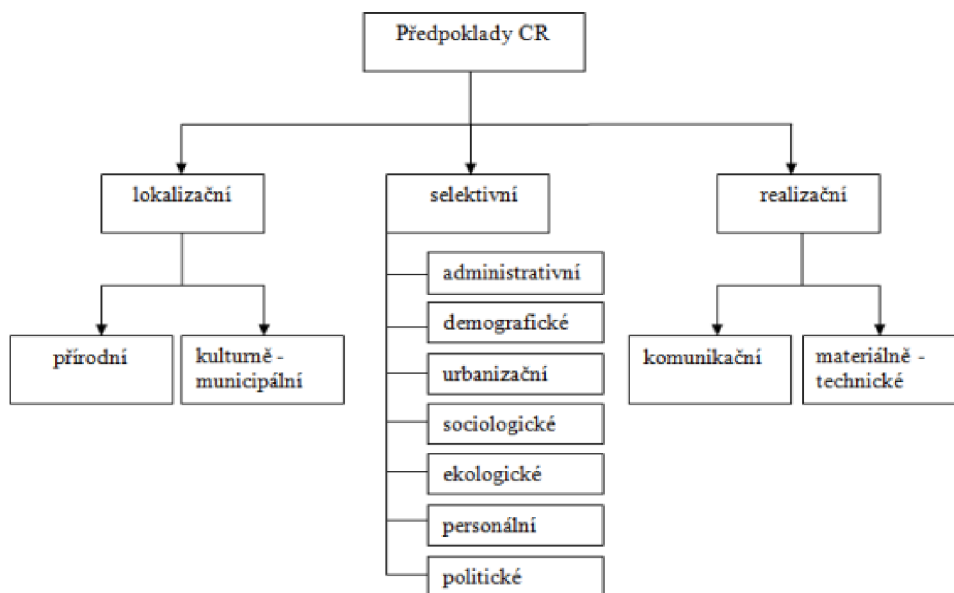 Předpoklady CR
lokalizační
selektivní
realizační
administrativní
demografické
urbanizační
sociologické
ekologické
personální
politické
přírodní
kulturně -
municipální
komunikační
materiálně -
technické